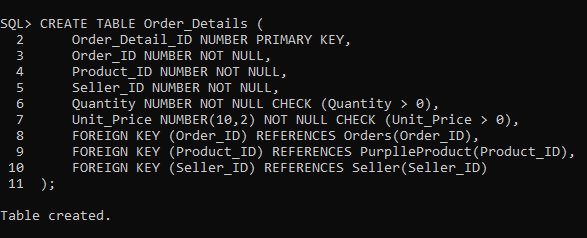 SQL> CREATE TABLE Order_Details (
  2      Order_Detail_ID NUMBER PRIMARY KEY,
  3      Order_ID NUMBER NOT NULL,
  4      Product_ID NUMBER NOT NULL,
  5      Seller_ID NUMBER NOT NULL,
  6      Quantity NUMBER NOT NULL CHECK (Quantity > 0),
  7      Unit_Price NUMBER(10,2) NOT NULL CHECK (Unit_Price > 0),
  8      FOREIGN KEY (Order_ID) REFERENCES Orders(Order_ID),
  9      FOREIGN KEY (Product_ID) REFERENCES PurplleProduct(Product_ID),
 10      FOREIGN KEY (Seller_ID) REFERENCES Seller(Seller_ID)
 11  );
Table created.